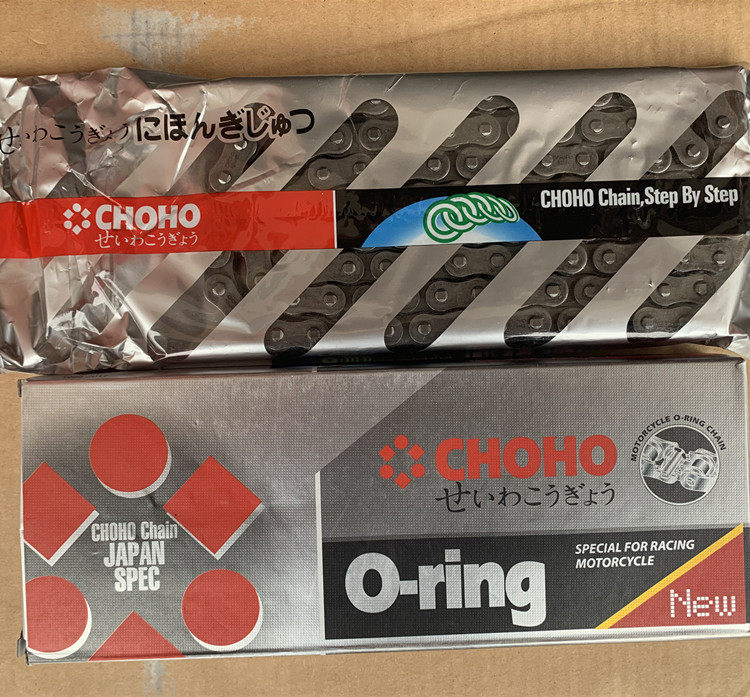 せいわこうぎょう にほんぎじゅつ
CHOHO
せいわこうぎょう
CHOHO Chain,Step By Step
CHOHO Chain
JAPAN
SPEC
CHOHO
せいわこうぎょう
MOTORCYCLE O-RING CHAIN
O-ring
SPECIAL FOR RACING
MOTORCYCLE
New